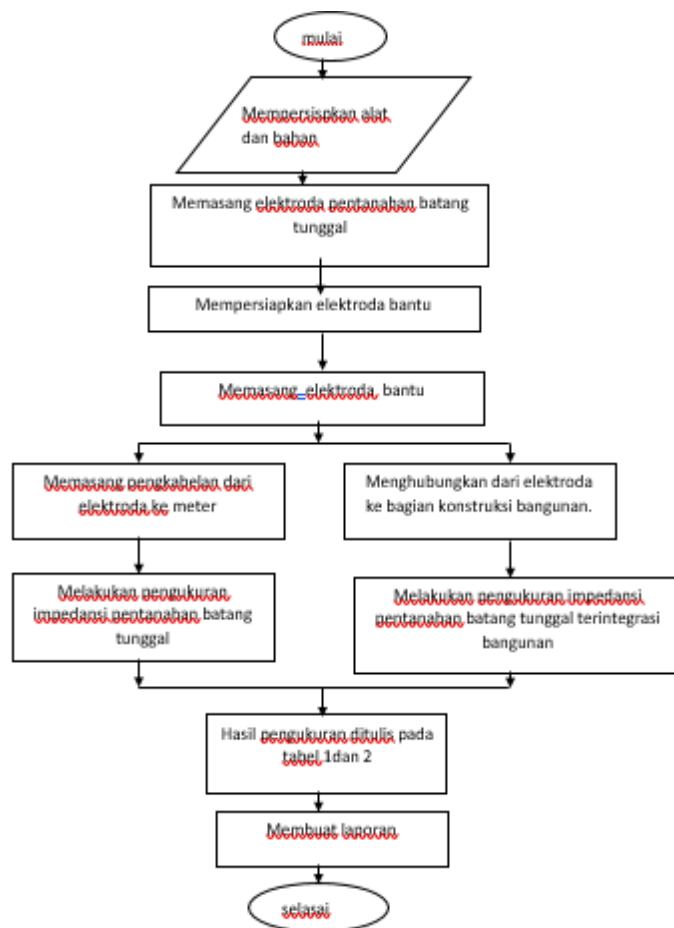 mulai
Mempersispkan alat
dan bahan
Memasang elektroda pentanahan batang
tunggal
Mempersiapkan elektroda bantu
Memasang elektroda bantu
Memasang pengkabelan dari
elektroda ke meter
Menghubungkan dari elektroda
ke bagian konstruksi bangunan.
Melakukan pengukuran
impedansi pentanahan batang
tunggal
Melakukan pengukuran impedansi
pentanahan batang tunggal terintegrasi
bangunan
Hasil pengukuran ditulis pada
tabel 1dan 2
Membuat laporan
selasai